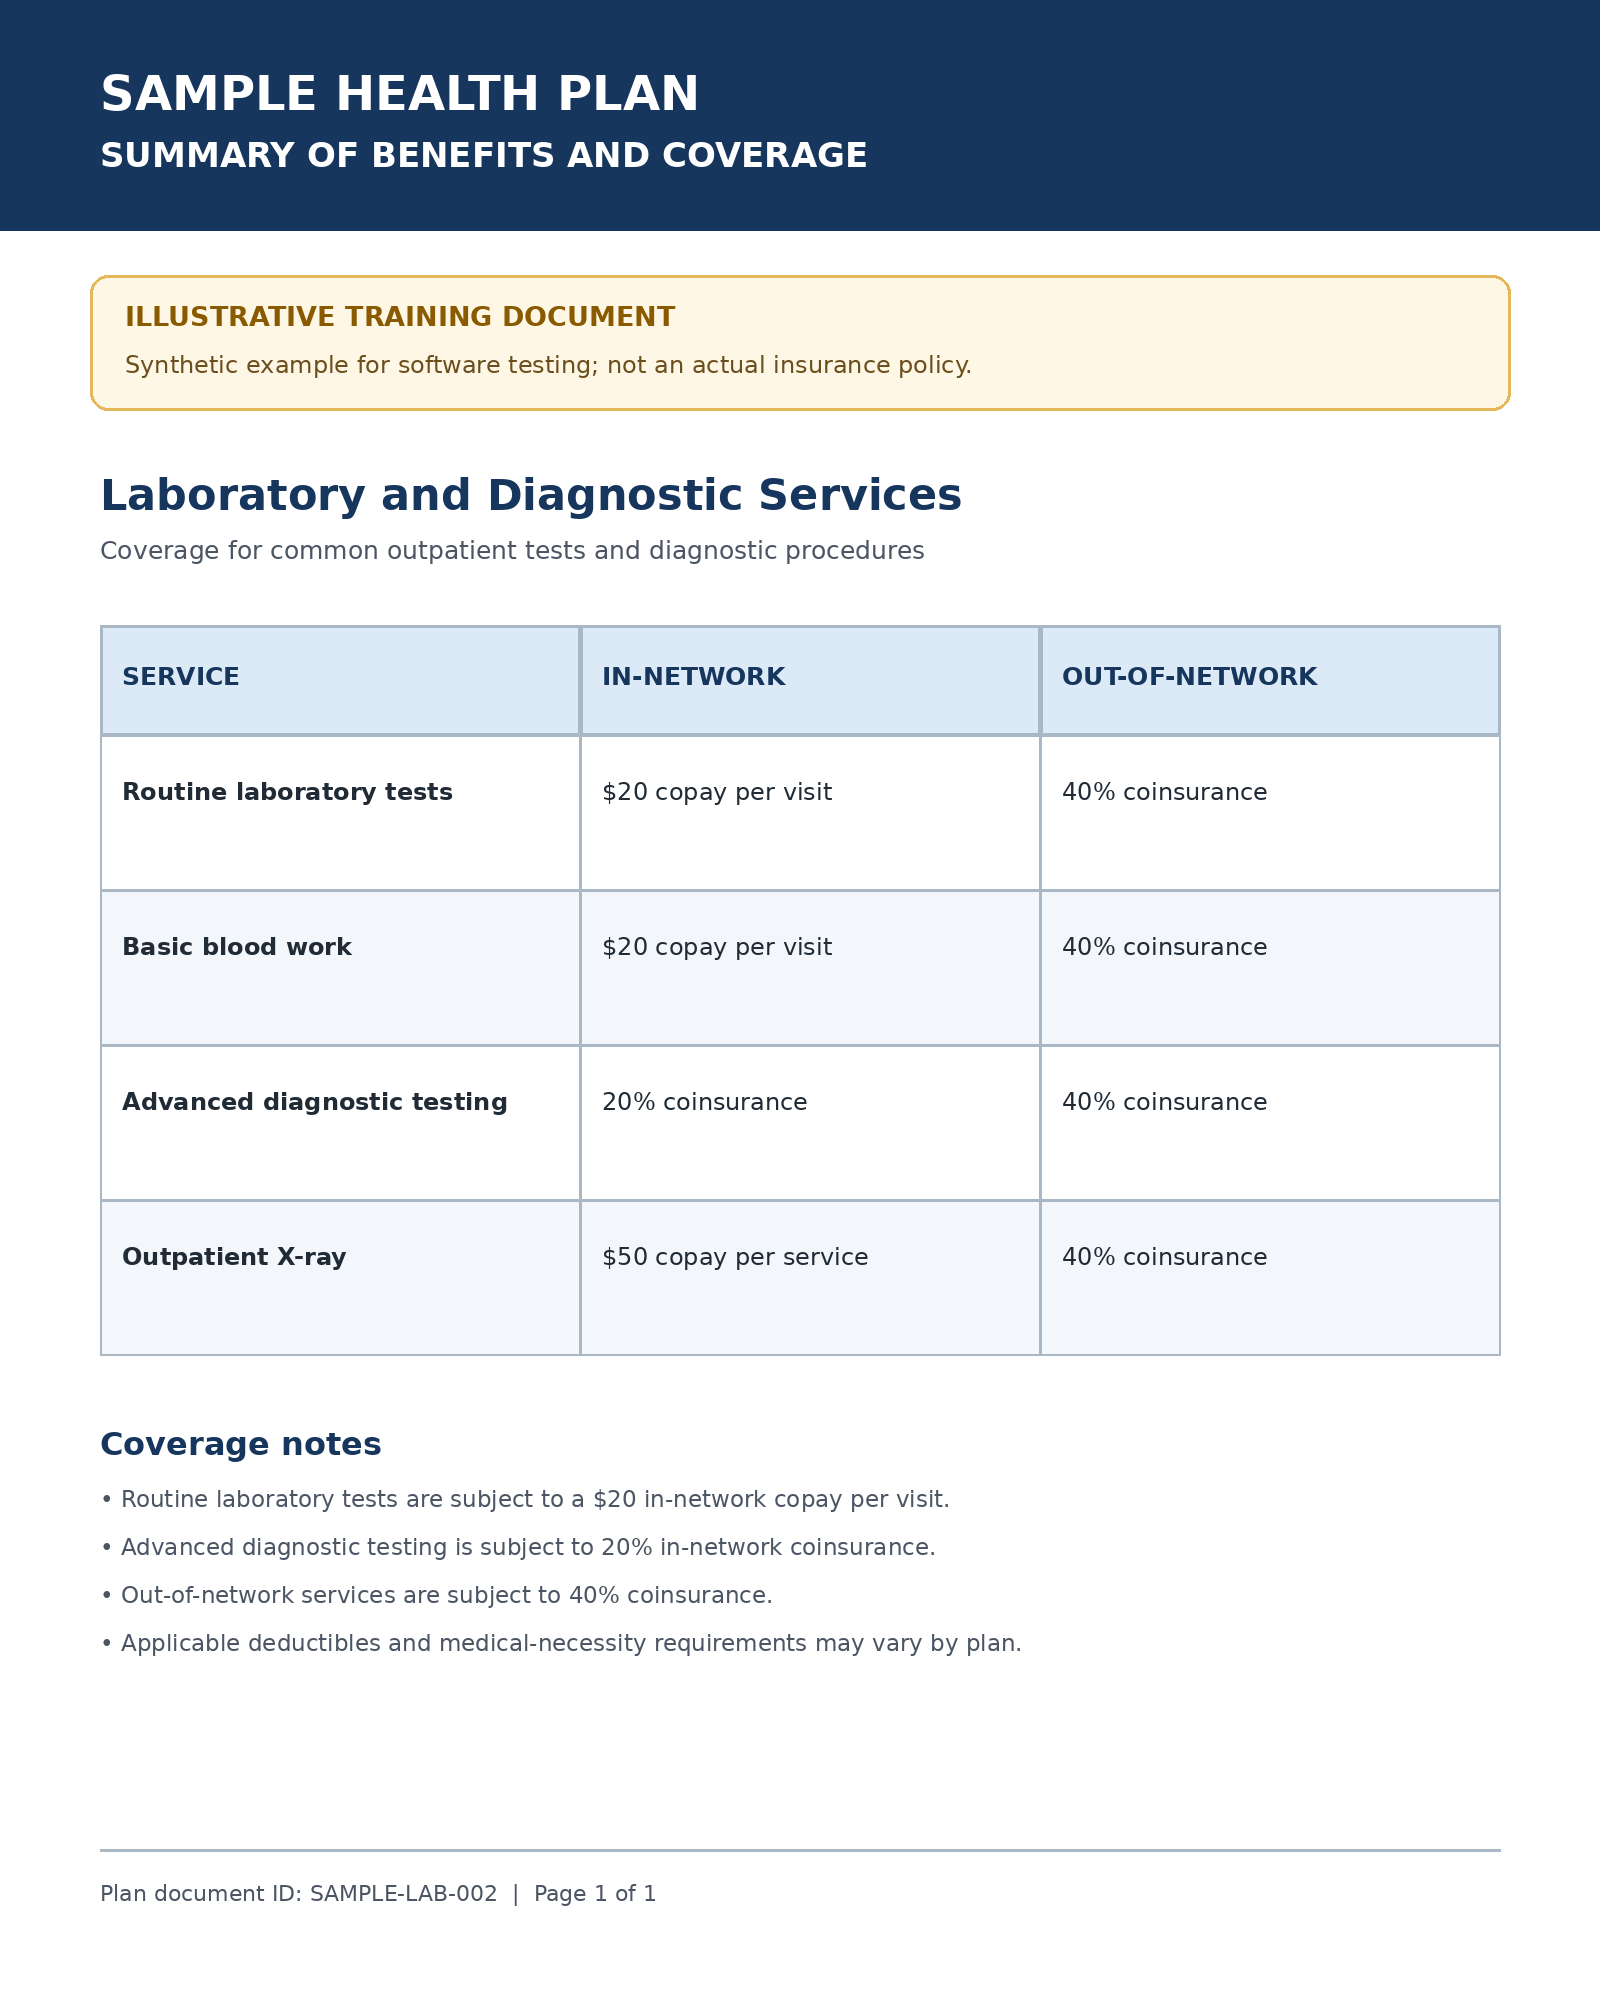 SAMPLE HEALTH PLAN
SUMMARY OF BENEFITS AND COVERAGE
ILLUSTRATIVE TRAINING DOCUMENT
Synthetic example for software testing; not an actual insurance policy.
Laboratory and Diagnostic Services
Coverage for common outpatient tests and diagnostic procedures
SERVICE IN-NETWORK OUT-OF-NETWORK
Routine laboratory tests $20 copay per visit 40% coinsurance
Basic blood work $20 copay per visit 40% coinsurance
Advanced diagnostic testing 20% coinsurance 40% coinsurance
Outpatient X-ray $50 copay per service 40% coinsurance
Coverage notes
• Routine laboratory tests are subject to a $20 in-network copay per visit.
• Advanced diagnostic testing is subject to 20% in-network coinsurance.
• Out-of-network services are subject to 40% coinsurance.
• Applicable deductibles and medical-necessity requirements may vary by plan.
Plan document ID: SAMPLE-LAB-002 | Page 1 of 1